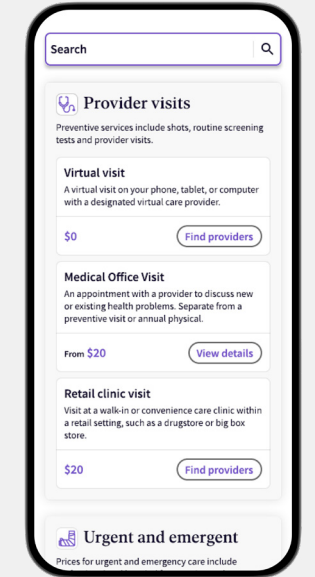 Search
Provider visits
Preventive services include shots, routine screening
tests and provider visits.
Virtual visit
A virtual visit on your phone, tablet, or computer
with a designated virtual care provider.
$0
Find providers
Medical Office Visit
An appointment with a provider to discuss new
or existing health problems. Separate from a
preventive visit or annual physical.
From $20
View details
Retail clinic visit
Visit at a walk-in or convenience care clinic within
a retail setting, such as a drugstore or big box
store.
$20
Find providers
Urgent and emergent
Prices for urgent and emergency care include